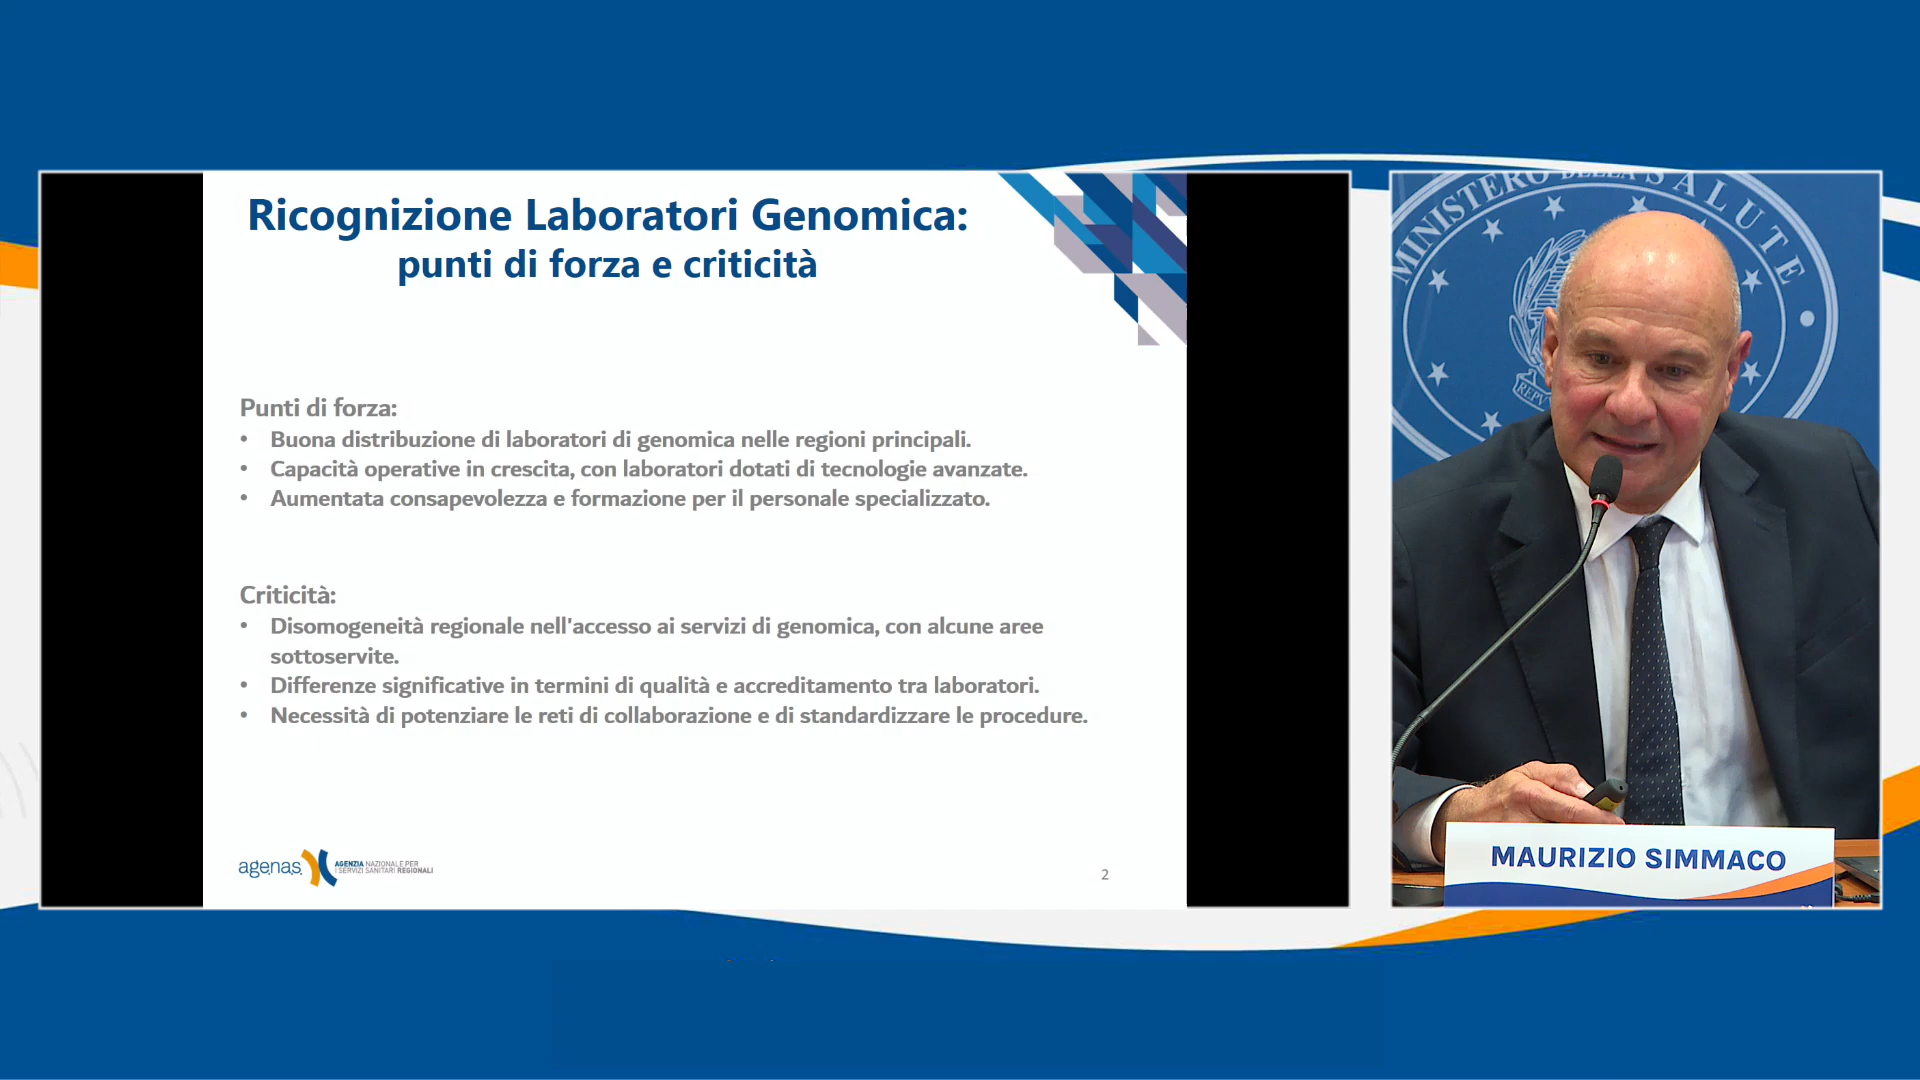 Ricognizione Laboratori Genomica:
punti di forza e criticità
Punti di forza:
• Buona distribuzione di laboratori di genomica nelle regioni principali.
• Capacità operative in crescita, con laboratori dotati di tecnologie avanzate.
• Aumentata consapevolezza e formazione per il personale specializzato.
Criticità:
• Disomogeneità regionale nell'accesso ai servizi di genomica, con alcune aree
sottoservite.
• Differenze significative in termini di qualità e accreditamento tra laboratori.
• Necessità di potenziare le reti di collaborazione e di standardizzare le procedure.
agenas
AGENZIA NAZIONALE PER
I SERVIZI SANITARI REGIONALI
2
MINISTERO DELLA SALUTE
MAURIZIO SIMMACO